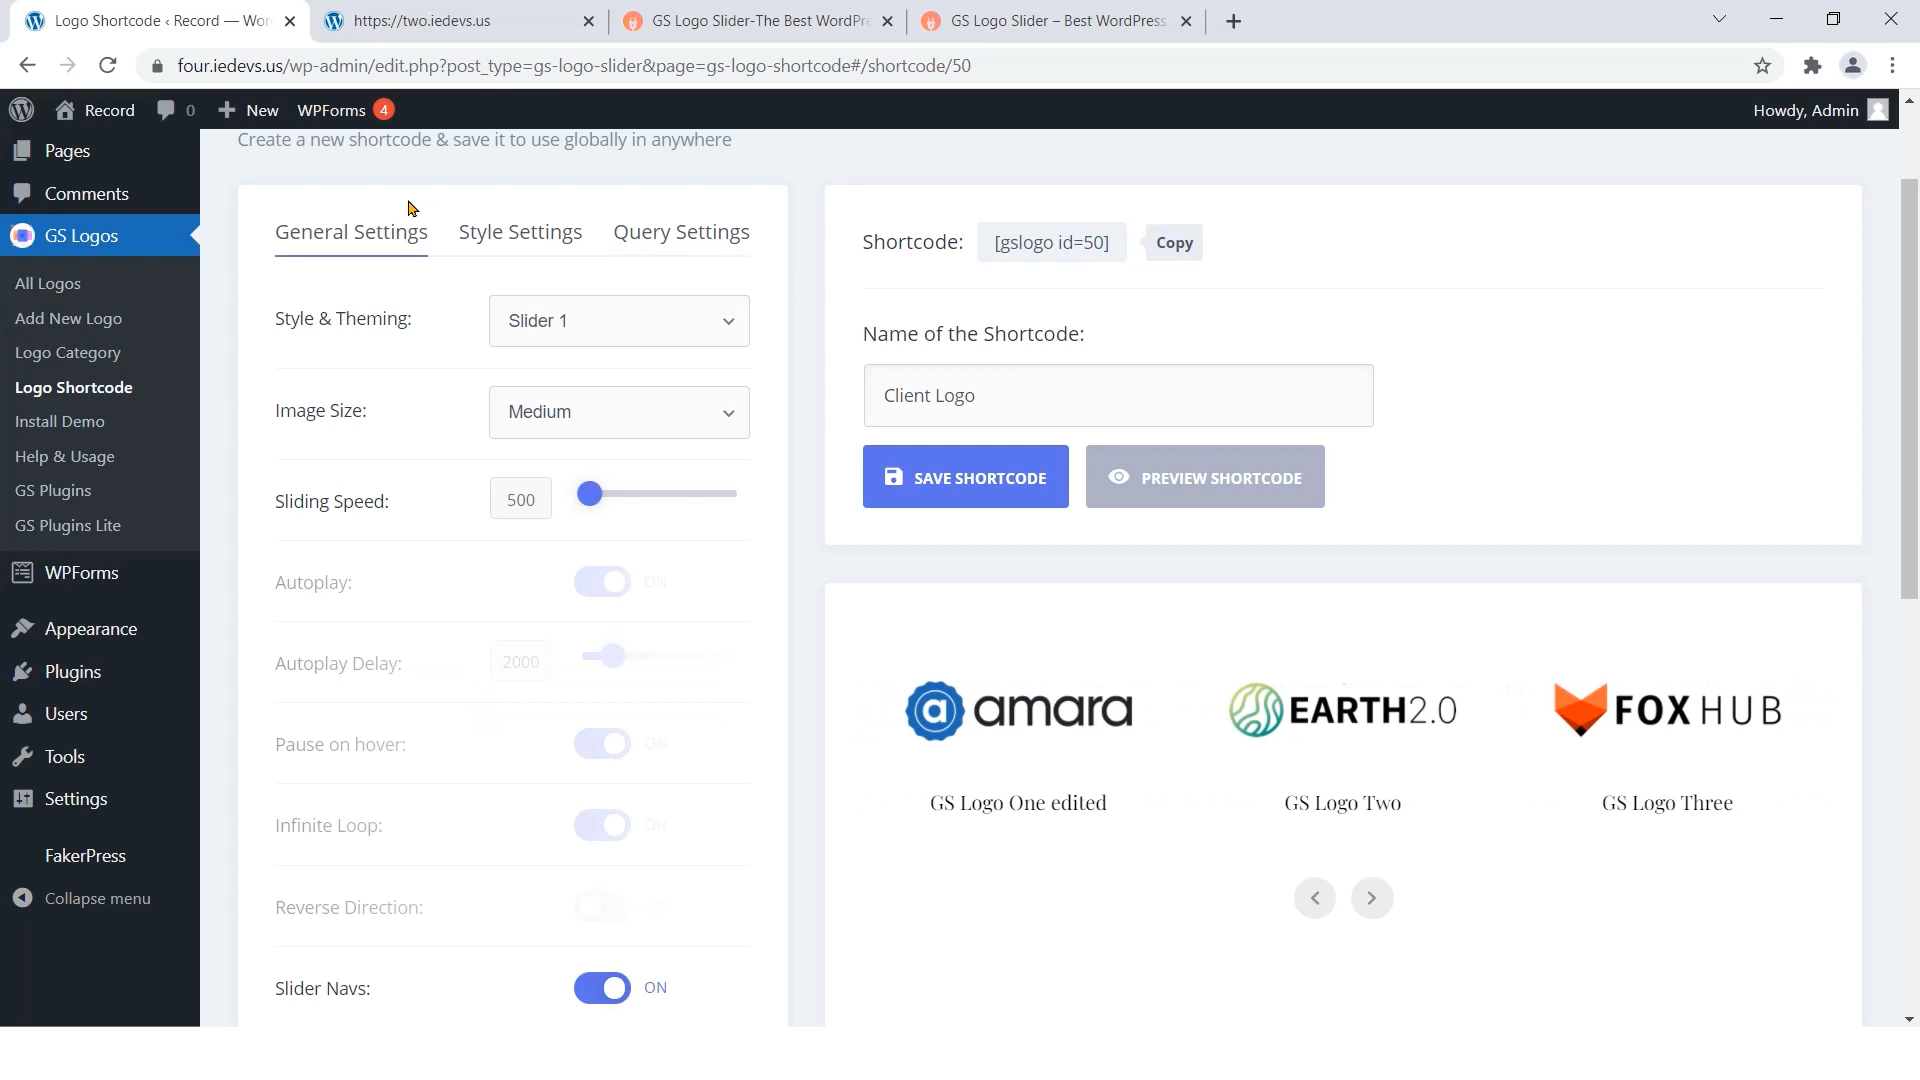 Logo Shortcode ‹ Record — Wor
https://two.iedevs.us
GS Logo Slider-The Best WordPre
GS Logo Slider – Best WordPress
four.iedevs.us/wp-admin/edit.php?post_type=gs-logo-slider&page=gs-logo-shortcode#/shortcode/50
Record
0
New
WPForms 4
Howdy, Admin
Pages
Comments
GS Logos
All Logos
Add New Logo
Logo Category
Logo Shortcode
Install Demo
Help & Usage
GS Plugins
GS Plugins Lite
WPForms
Appearance
Plugins
Users
Tools
Settings
FakerPress
Collapse menu
Create a new shortcode & save it to use globally in anywhere
General Settings Style Settings Query Settings
Style & Theming: Slider 1
Image Size: Medium
Sliding Speed: 500
Autoplay: ON
Autoplay Delay: 2000
Pause on hover: ON
Infinite Loop: ON
Reverse Direction:
Slider Navs: ON
Shortcode: [gslogo id=50] Copy
Name of the Shortcode:
Client Logo
SAVE SHORTCODE PREVIEW SHORTCODE
a amara EARTH2.0 FOXHUB
GS Logo One edited GS Logo Two GS Logo Three